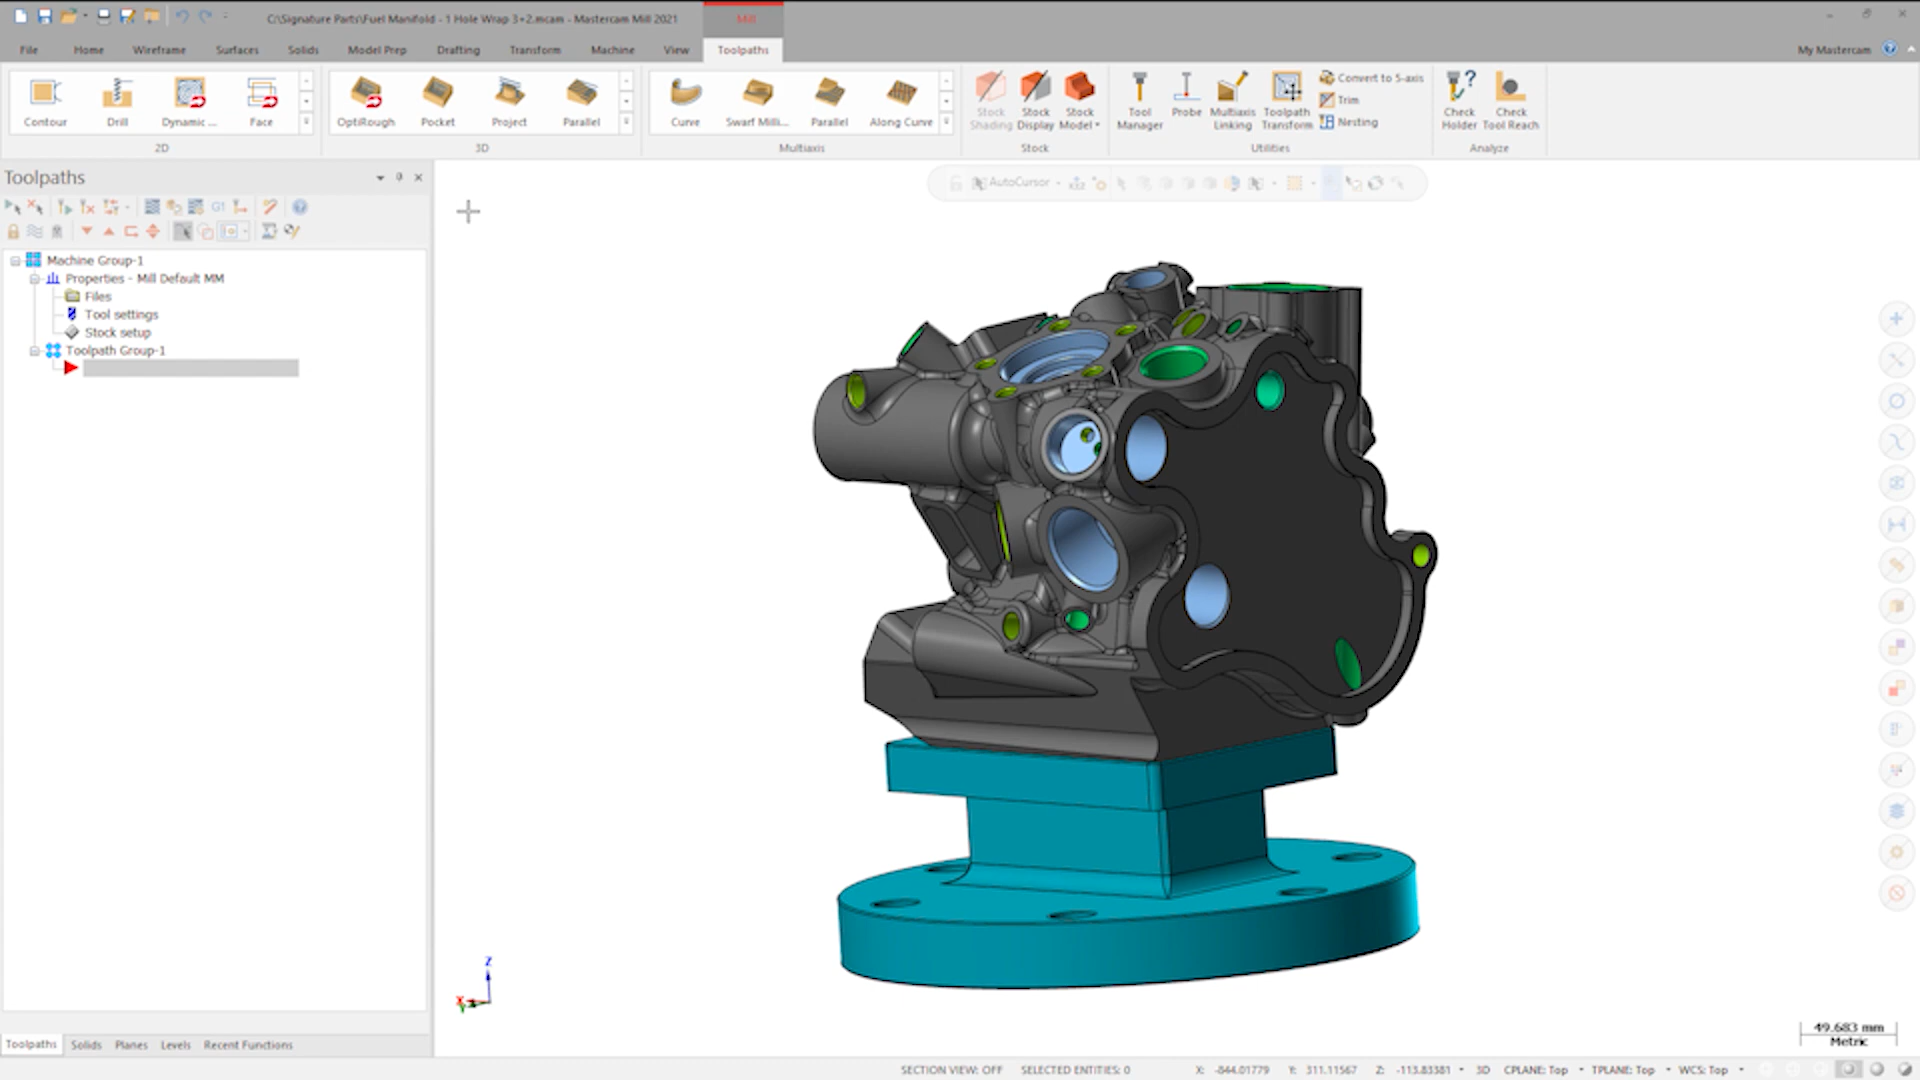 C:\Signature Parts\Fuel Manifold - 1 Hole Wrap 3+2.mcam - Mastercam Mill 2021
Mill
File Home Wireframe Surfaces Solids Model Prep Drafting Transform Machine View Toolpaths My Mastercam
Contour Drill Dynamic ... Face OptiRough Pocket Project Parallel Curve Swarf Milli... Parallel Along Curve
Stock Shading Stock Display Stock Model Tool Manager Probe Multiaxis Linking Toolpath Transform
Convert to 5-axis
Trim
Nesting
Check Holder Check Tool Reach
2D 3D Multiaxis Stock Utilities Analyze
Toolpaths
AutoCursor
G1
Machine Group-1
Properties - Mill Default MM
Files
Tool settings
Stock setup
Toolpath Group-1
Z
49.683 mm
Metric
Toolpaths Solids Planes Levels Recent Functions
SECTION VIEW: OFF SELECTED ENTITIES: 0 X: -844.01779 Y: 311.11567 Z: -113.83381 3D CPLANE: Top TPLANE: Top WCS: Top